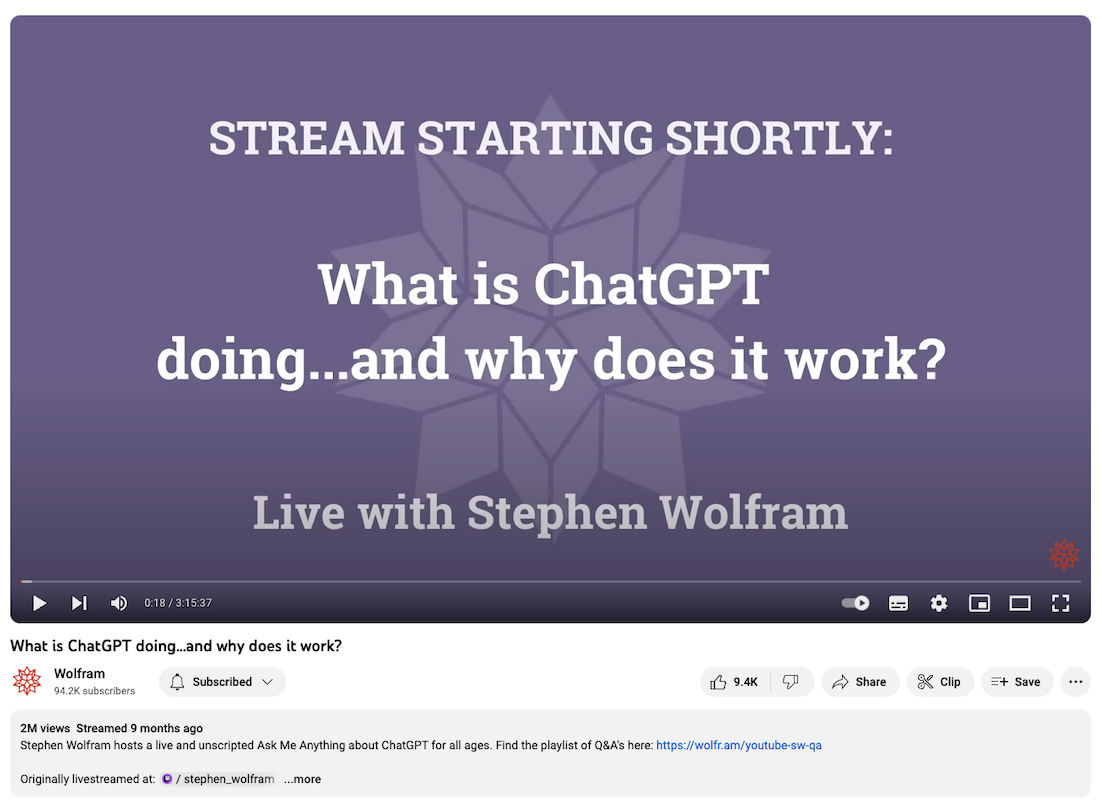 STREAM STARTING SHORTLY:
What is ChatGPT
doing...and why does it work?
Live with Stephen Wolfram
0:18 / 3:15:37
What is ChatGPT doing...and why does it work?
Wolfram
94.2K subscribers
Subscribed
9.4K
Share
Clip
Save
2M views Streamed 9 months ago
Stephen Wolfram hosts a live and unscripted Ask Me Anything about ChatGPT for all ages. Find the playlist of Q&A's here: https://wolfr.am/youtube-sw-qa
Originally livestreamed at: / stephen_wolfram ...more